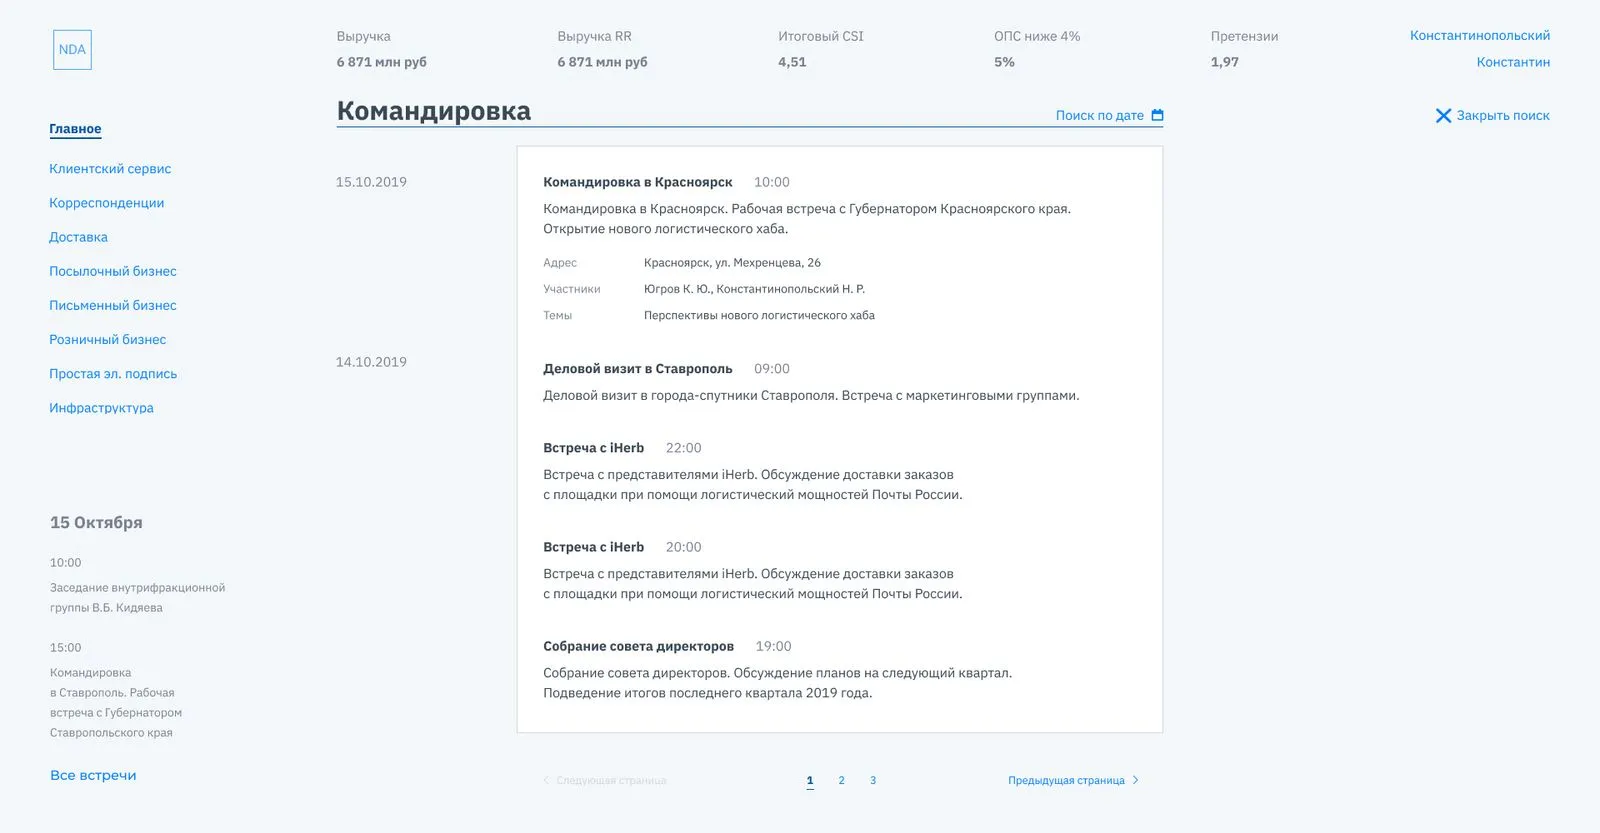 NDA
Выручка
6 871 млн руб
Выручка RR
6 871 млн руб
Итоговый CSI
4,51
ОПС ниже 4%
5%
Претензии
1,97
Константинопольский
Константин
Главное
Клиентский сервис
Корреспонденции
Доставка
Посылочный бизнес
Письменный бизнес
Розничный бизнес
Простая эл. подпись
Инфраструктура
15 Октября
10:00
Заседание внутрифракционной
группы В.Б. Кидяева
15:00
Командировка
в Ставрополь. Рабочая
встреча с Губернатором
Ставропольского края
Все встречи
Командировка
Поиск по дате
Закрыть поиск
15.10.2019
Командировка в Красноярск 10:00
Командировка в Красноярск. Рабочая встреча с Губернатором Красноярского края.
Открытие нового логистического хаба.
Адрес Красноярск, ул. Мехренцева, 26
Участники Югров К. Ю., Константинопольский Н. Р.
Темы Перспективы нового логистического хаба
14.10.2019
Деловой визит в Ставрополь 09:00
Деловой визит в города-спутники Ставрополя. Встреча с маркетинговыми группами.
Встреча с iHerb 22:00
Встреча с представителями iHerb. Обсуждение доставки заказов
с площадки при помощи логистический мощностей Почты России.
Встреча с iHerb 20:00
Встреча с представителями iHerb. Обсуждение доставки заказов
с площадки при помощи логистический мощностей Почты России.
Собрание совета директоров 19:00
Собрание совета директоров. Обсуждение планов на следующий квартал.
Подведение итогов последнего квартала 2019 года.
Следующая страница
1 2 3
Предыдущая страница